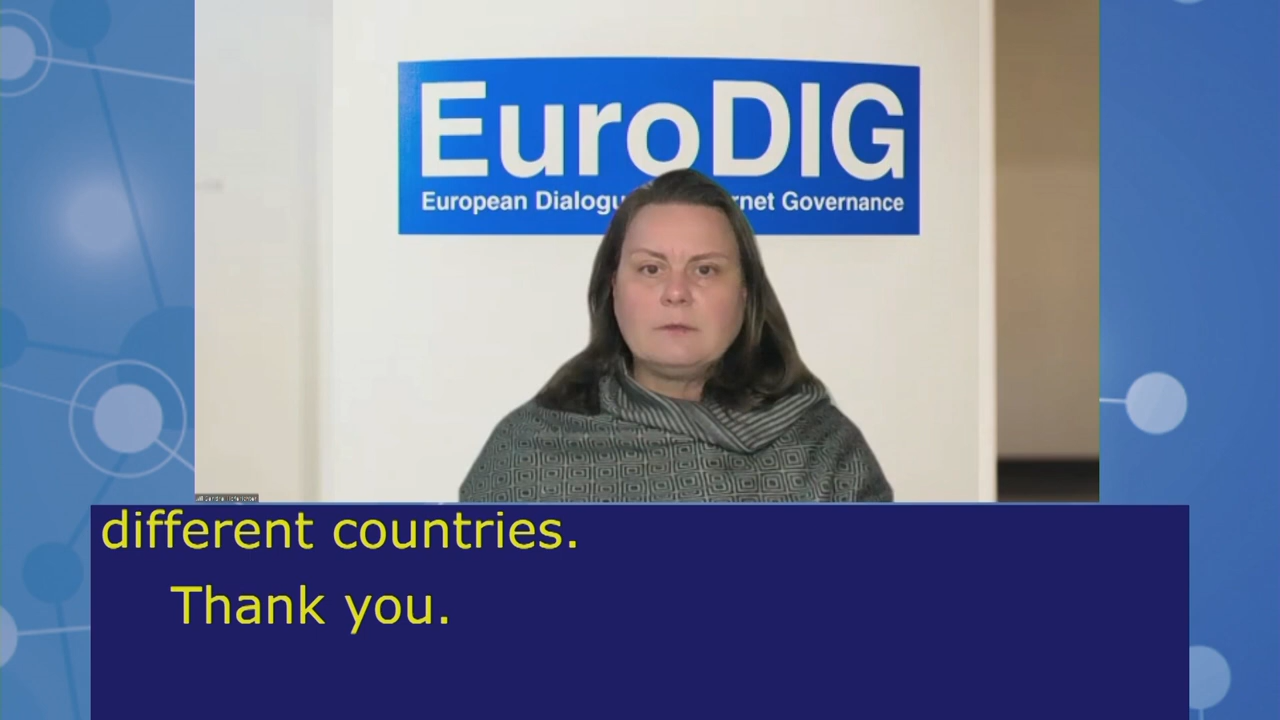 EuroDIG
European Dialogu rnet Governance
different countries.
Thank you.